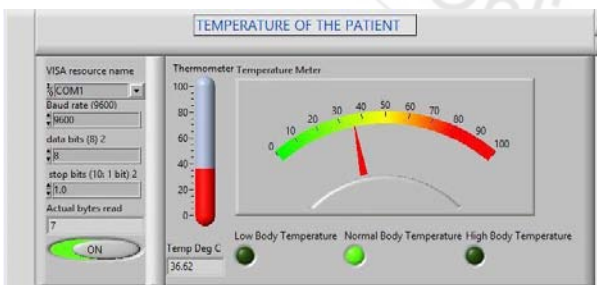 TEMPERATURE OF THE PATIENT
VISA resource name
COM1
Baud rate (9600)
9600
data bits (8) 2
8
stop bits (10: 1 bit) 2
1.0
Actual bytes read
7
ON
Thermometer
100
80
60
40
20
0
Temp Deg C
36.62
Temperature Meter
0 10 20 30 40 50 60 70 80 90 100
Low Body Temperature Normal Body Temperature High Body Temperature